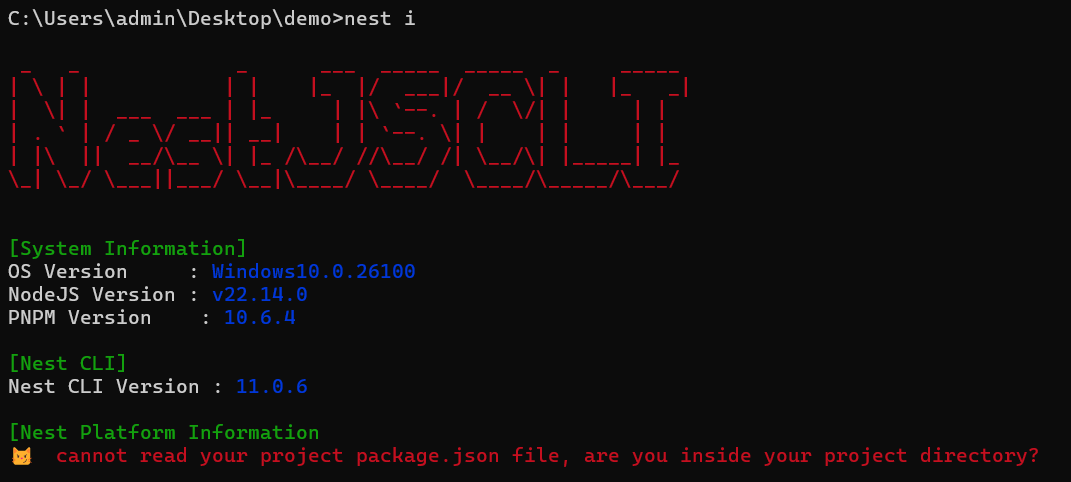 C:\Users\admin\Desktop\demo>nest i
NestJSCLI
[System Information]
OS Version     : Windows10.0.26100
NodeJS Version : v22.14.0
PNPM Version    : 10.6.4
[Nest CLI]
Nest CLI Version : 11.0.6
[Nest Platform Information
😼  cannot read your project package.json file, are you inside your project directory?